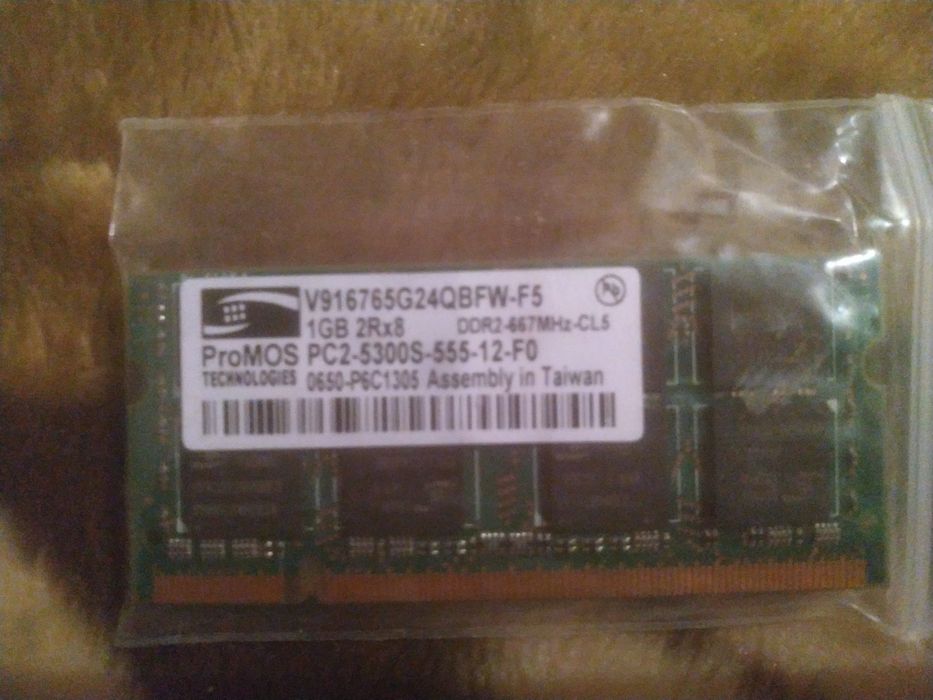 V916765G24QBFW-F5
1GB 2Rx8 DDR2-667MHz-CL5
ProMOS PC2-5300S-555-12-F0
TECHNOLOGIES 0650-P6C1305 Assembly in Taiwan